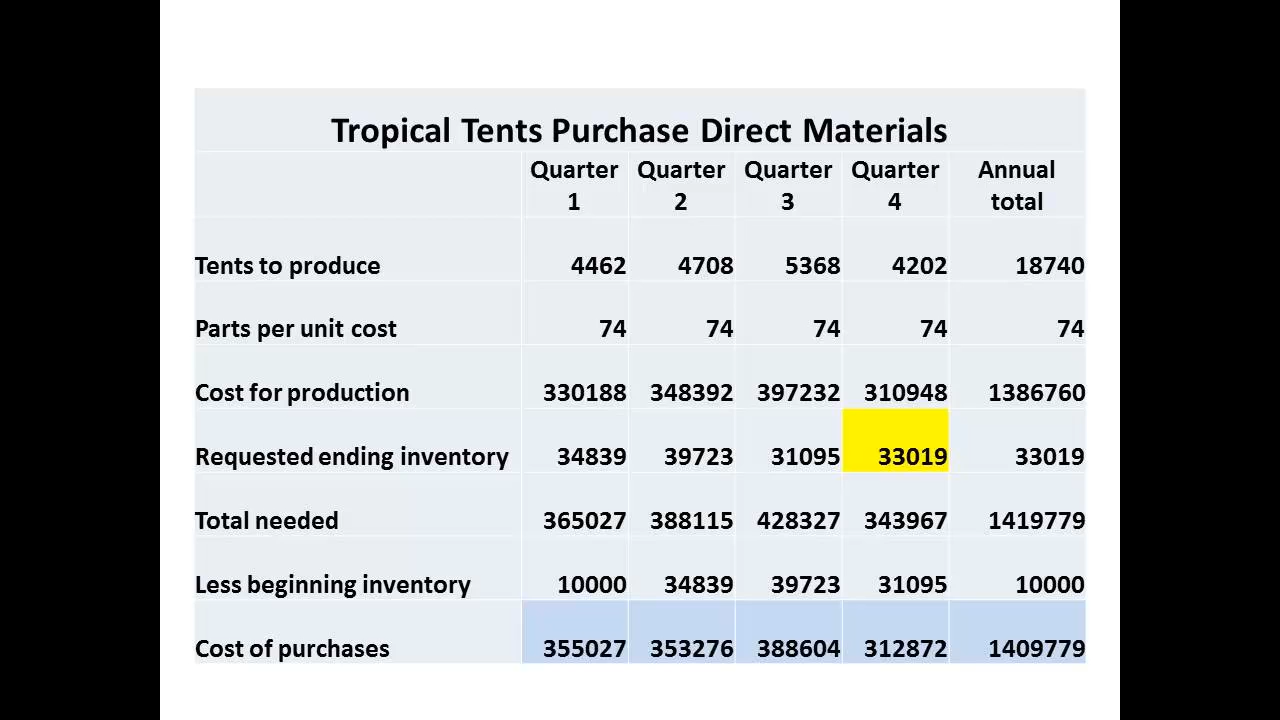 Tropical Tents Purchase Direct Materials
Quarter 1 Quarter 2 Quarter 3 Quarter 4 Annual total
Tents to produce 4462 4708 5368 4202 18740
Parts per unit cost 74 74 74 74 74
Cost for production 330188 348392 397232 310948 1386760
Requested ending inventory 34839 39723 31095 33019 33019
Total needed 365027 388115 428327 343967 1419779
Less beginning inventory 10000 34839 39723 31095 10000
Cost of purchases 355027 353276 388604 312872 1409779